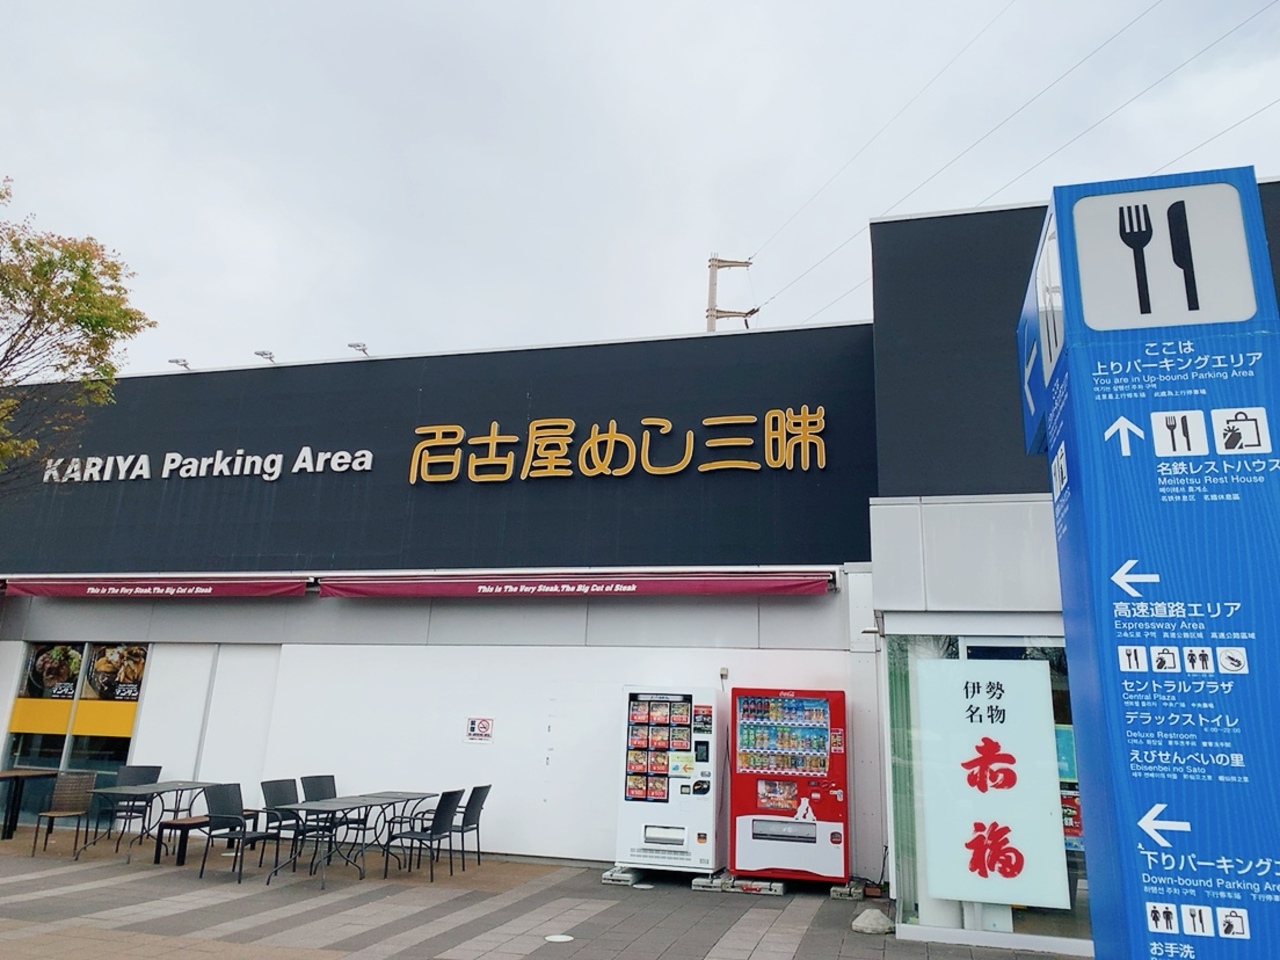 KARIYA Parking Area
名古屋めし三昧
This is The Very Steak,The Big Cut of Steak
This is The Very Steak,The Big Cut of Steak
伊勢
名物
赤
福
ここは
上りパーキングエリア
You are in Up-bound Parking Area
名鉄レストハウス
Meitetsu Rest House
高速道路エリア
Expressway Area
セントラルプラザ
Central Plaza
デラックストイレ
Deluxe Restroom
えびせんべいの里
Ebisenbei no Sato
下りパーキング
Down-bound Parking Are
お手洗